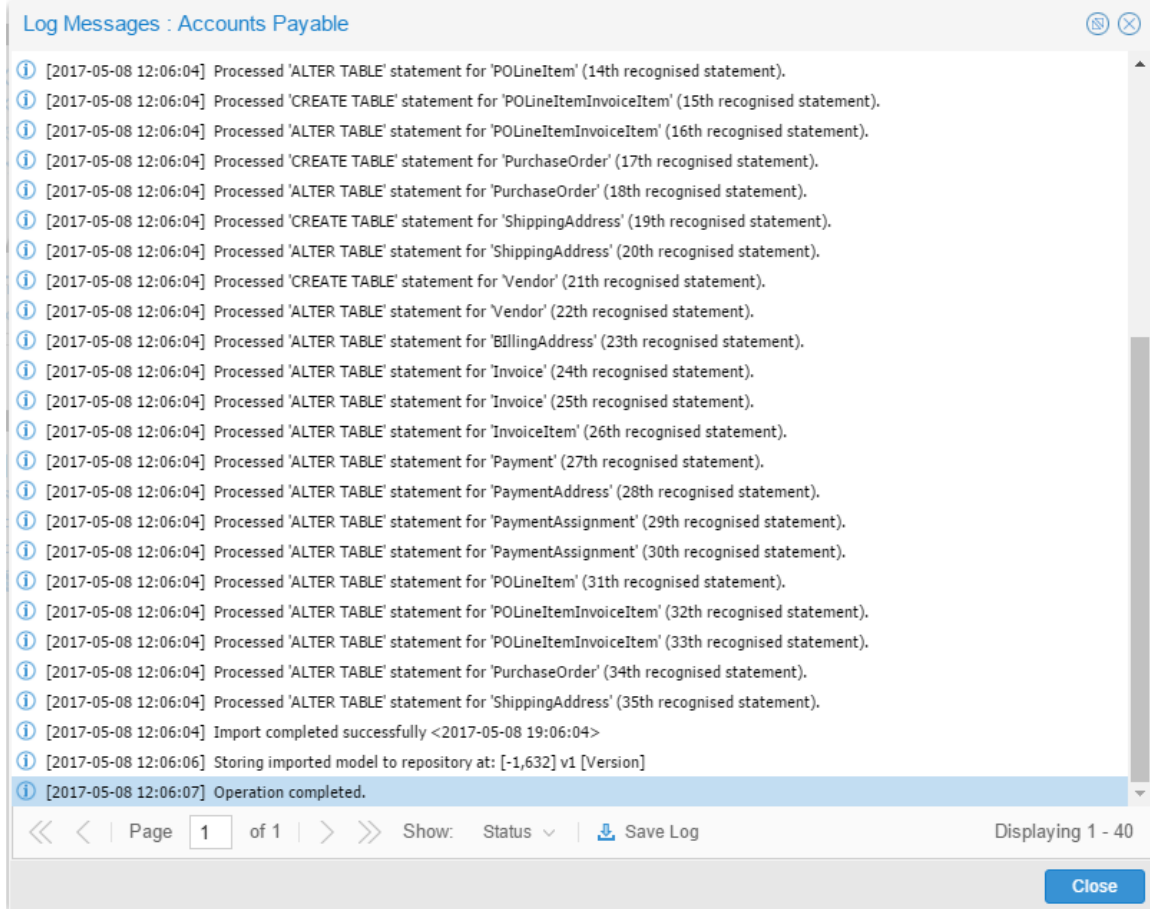 Log Messages : Accounts Payable
[2017-05-08 12:06:04] Processed 'ALTER TABLE' statement for 'POLineItem' (14th recognised statement).
[2017-05-08 12:06:04] Processed 'CREATE TABLE' statement for 'POLineItemInvoiceItem' (15th recognised statement).
[2017-05-08 12:06:04] Processed 'ALTER TABLE' statement for 'POLineItemInvoiceItem' (16th recognised statement).
[2017-05-08 12:06:04] Processed 'CREATE TABLE' statement for 'PurchaseOrder' (17th recognised statement).
[2017-05-08 12:06:04] Processed 'ALTER TABLE' statement for 'PurchaseOrder' (18th recognised statement).
[2017-05-08 12:06:04] Processed 'CREATE TABLE' statement for 'ShippingAddress' (19th recognised statement).
[2017-05-08 12:06:04] Processed 'ALTER TABLE' statement for 'ShippingAddress' (20th recognised statement).
[2017-05-08 12:06:04] Processed 'CREATE TABLE' statement for 'Vendor' (21th recognised statement).
[2017-05-08 12:06:04] Processed 'ALTER TABLE' statement for 'Vendor' (22th recognised statement).
[2017-05-08 12:06:04] Processed 'ALTER TABLE' statement for 'BIllingAddress' (23th recognised statement).
[2017-05-08 12:06:04] Processed 'ALTER TABLE' statement for 'Invoice' (24th recognised statement).
[2017-05-08 12:06:04] Processed 'ALTER TABLE' statement for 'Invoice' (25th recognised statement).
[2017-05-08 12:06:04] Processed 'ALTER TABLE' statement for 'InvoiceItem' (26th recognised statement).
[2017-05-08 12:06:04] Processed 'ALTER TABLE' statement for 'Payment' (27th recognised statement).
[2017-05-08 12:06:04] Processed 'ALTER TABLE' statement for 'PaymentAddress' (28th recognised statement).
[2017-05-08 12:06:04] Processed 'ALTER TABLE' statement for 'PaymentAssignment' (29th recognised statement).
[2017-05-08 12:06:04] Processed 'ALTER TABLE' statement for 'PaymentAssignment' (30th recognised statement).
[2017-05-08 12:06:04] Processed 'ALTER TABLE' statement for 'POLineItem' (31th recognised statement).
[2017-05-08 12:06:04] Processed 'ALTER TABLE' statement for 'POLineItemInvoiceItem' (32th recognised statement).
[2017-05-08 12:06:04] Processed 'ALTER TABLE' statement for 'POLineItemInvoiceItem' (33th recognised statement).
[2017-05-08 12:06:04] Processed 'ALTER TABLE' statement for 'PurchaseOrder' (34th recognised statement).
[2017-05-08 12:06:04] Processed 'ALTER TABLE' statement for 'ShippingAddress' (35th recognised statement).
[2017-05-08 12:06:04] Import completed successfully <2017-05-08 19:06:04>
[2017-05-08 12:06:06] Storing imported model to repository at: [-1,632] v1 [Version]
[2017-05-08 12:06:07] Operation completed.
Page 1 of 1 Show: Status Save Log Displaying 1 - 40
Close